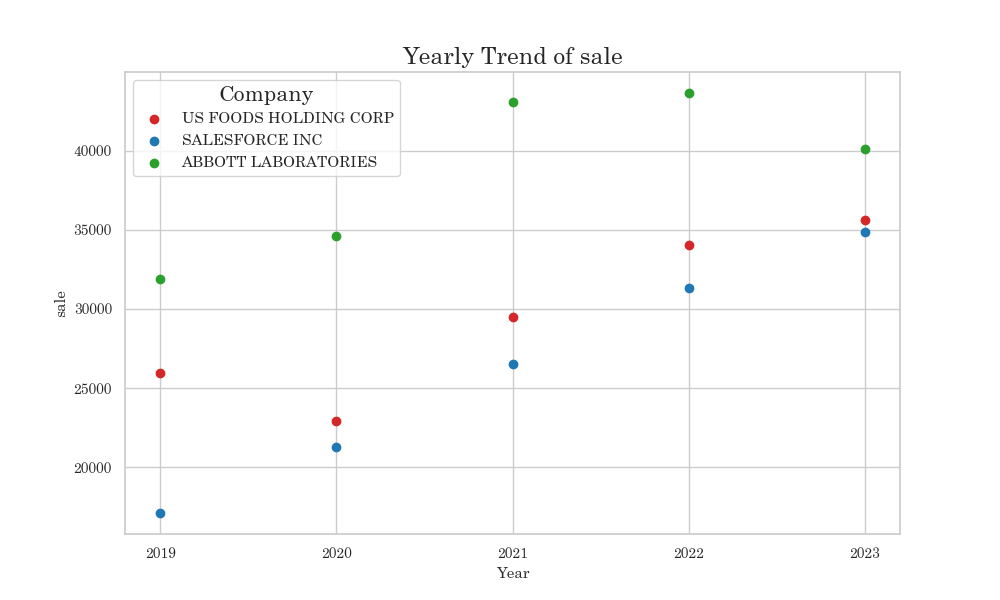 Yearly Trend of sale
Company
US FOODS HOLDING CORP
SALESFORCE INC
ABBOTT LABORATORIES
40000
35000
30000
25000
20000
sale
2019 2020 2021 2022 2023
Year